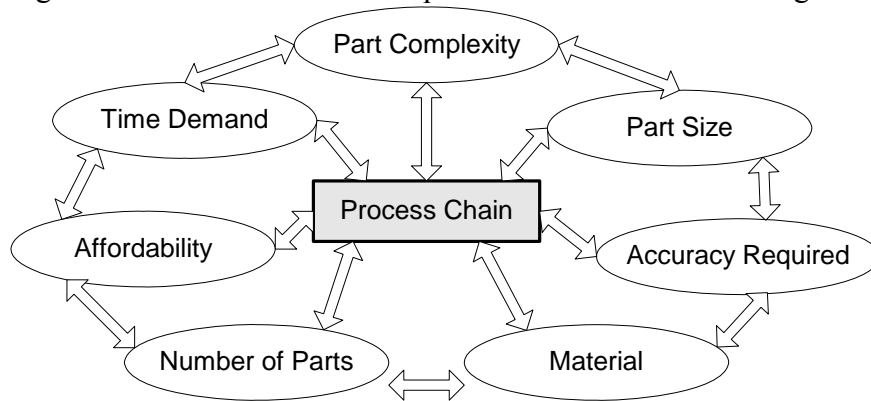 Part Complexity
Time Demand
Part Size
Process Chain
Affordability
Accuracy Required
Number of Parts
Material